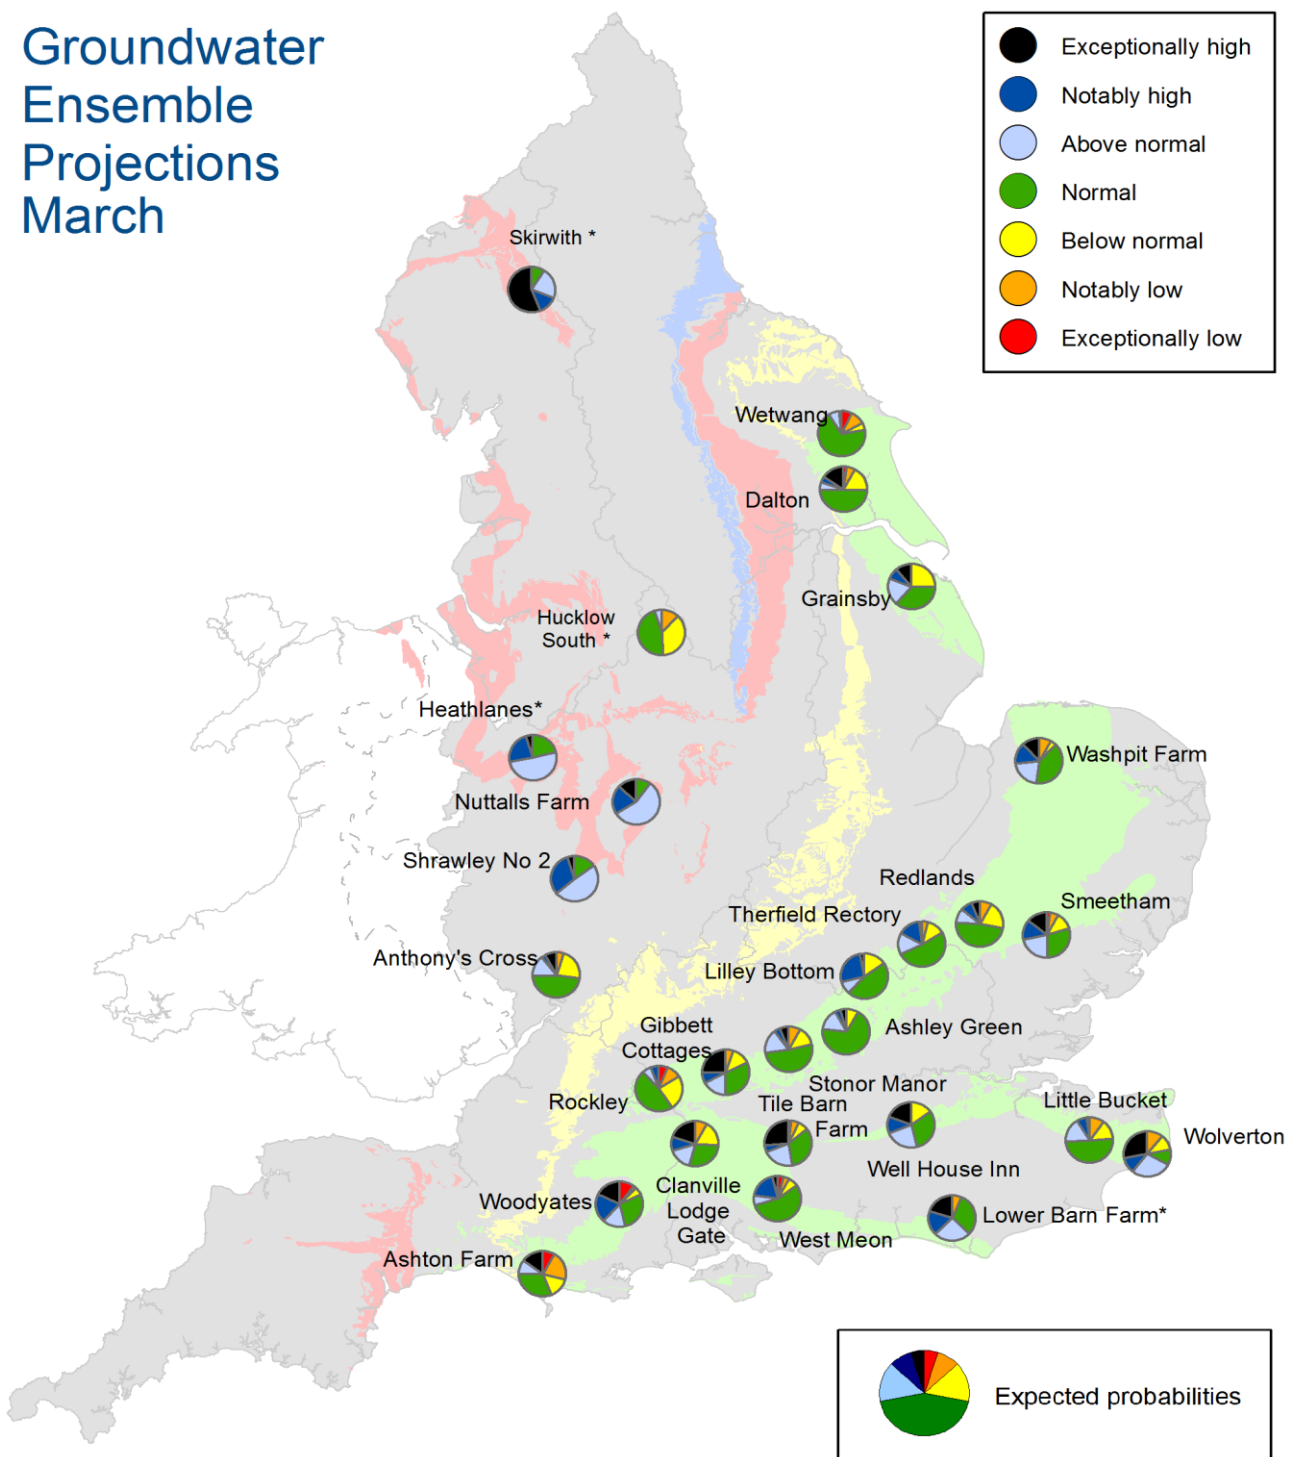 Groundwater
Ensemble
Projections
March
Exceptionally high
Notably high
Above normal
Normal
Below normal
Notably low
Exceptionally low
Skirwith *
Wetwang
Dalton
Grainsby
Hucklow
South *
Heathlanes*
Nuttalls Farm
Washpit Farm
Shrawley No 2
Redlands
Smeetham
Therfield Rectory
Anthony's Cross
Lilley Bottom
Gibbett
Cottages
Ashley Green
Stonor Manor
Rockley
Tile Barn
Farm
Little Bucket
Wolverton
Well House Inn
Woodyates
Clanville
Lodge
Gate
Lower Barn Farm*
West Meon
Ashton Farm
Expected probabilities